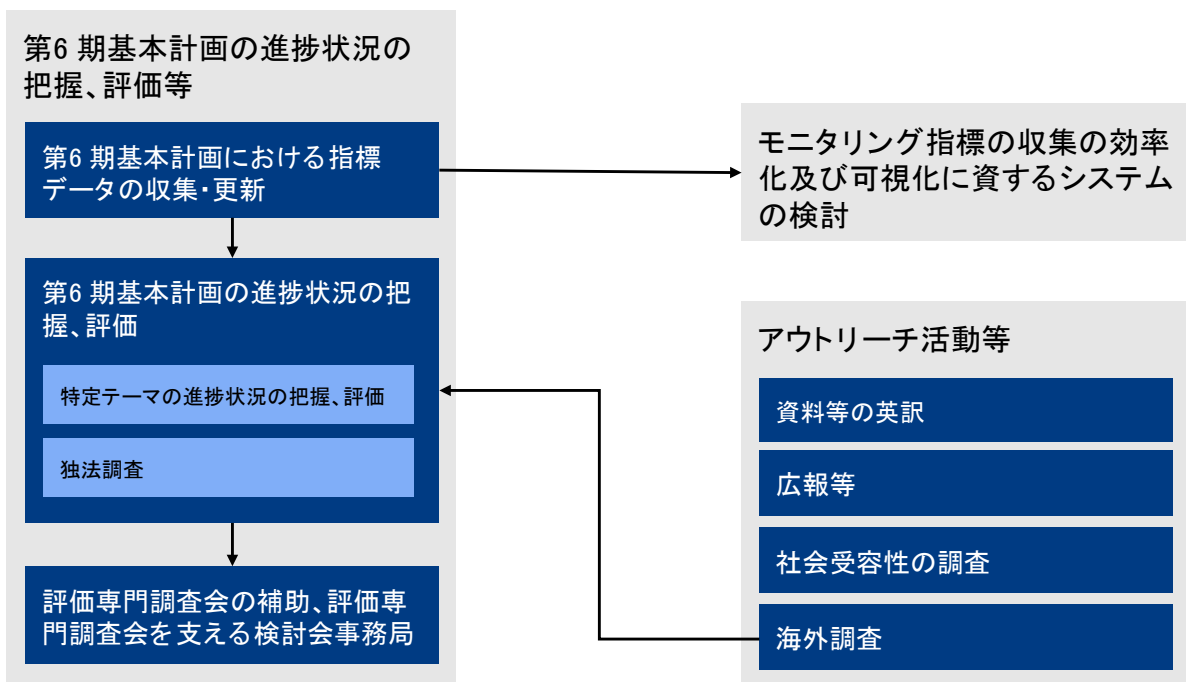 第6 期基本計画の進捗状況の
把握、評価等
第6 期基本計画における指標
データの収集・更新
第6 期基本計画の進捗状況の把
握、評価
特定テーマの進捗状況の把握、評価
独法調査
評価専門調査会の補助、評価専
門調査会を支える検討会事務局
モニタリング指標の収集の効率
化及び可視化に資するシステム
の検討
アウトリーチ活動等
資料等の英訳
広報等
社会受容性の調査
海外調査